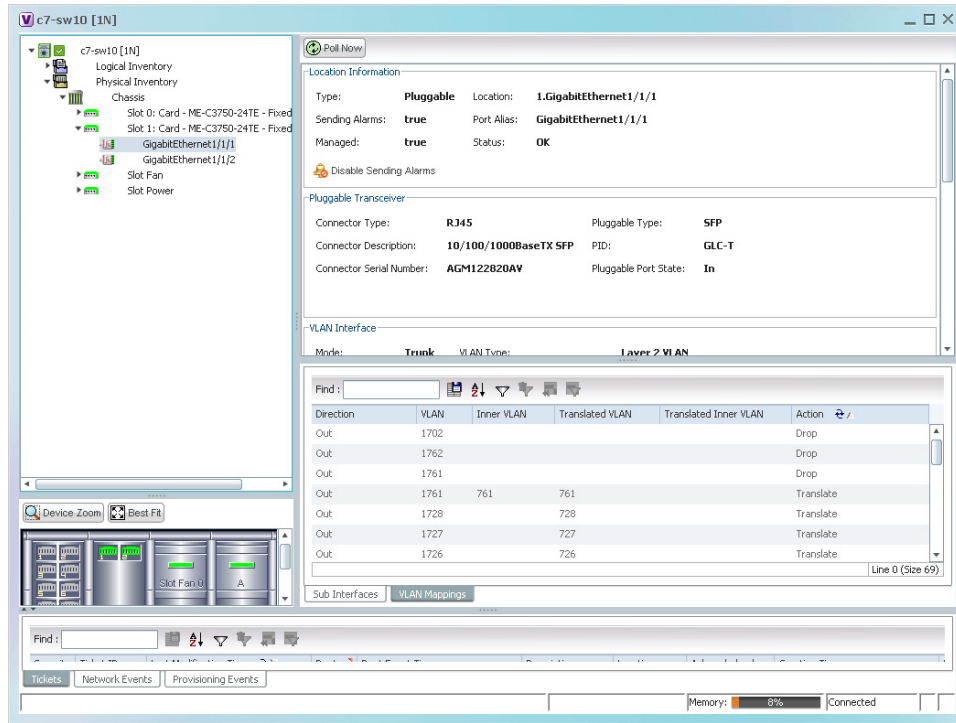 V c7-sw10 [1N]
c7-sw10 [1N]
Logical Inventory
Physical Inventory
Chassis
Slot 0: Card - ME-C3750-24TE - Fixed
Slot 1: Card - ME-C3750-24TE - Fixed
GigabitEthernet1/1/1
GigabitEthernet1/1/2
Slot Fan
Slot Power
Poll Now
Location Information
Type: Pluggable Location: 1.GigabitEthernet1/1/1
Sending Alarms: true Port Alias: GigabitEthernet1/1/1
Managed: true Status: OK
Disable Sending Alarms
Pluggable Transceiver
Connector Type: RJ45 Pluggable Type: SFP
Connector Description: 10/100/1000BaseTX SFP PID: GLC-T
Connector Serial Number: AGM122820AV Pluggable Port State: In
VLAN Interface
Mode: Trunk VLAN Type: Layer 2 VLAN
Find :
Direction VLAN Inner VLAN Translated VLAN Translated Inner VLAN Action
Out 1702 Drop
Out 1762 Drop
Out 1761 Drop
Out 1761 761 761 Translate
Out 1728 728 Translate
Out 1727 727 Translate
Out 1726 726 Translate
Line 0 (Size 69)
Sub Interfaces VLAN Mappings
Device Zoom Best Fit
Slot Fan 0 A
Find :
Tickets Network Events Provisioning Events
Memory: 8% Connected